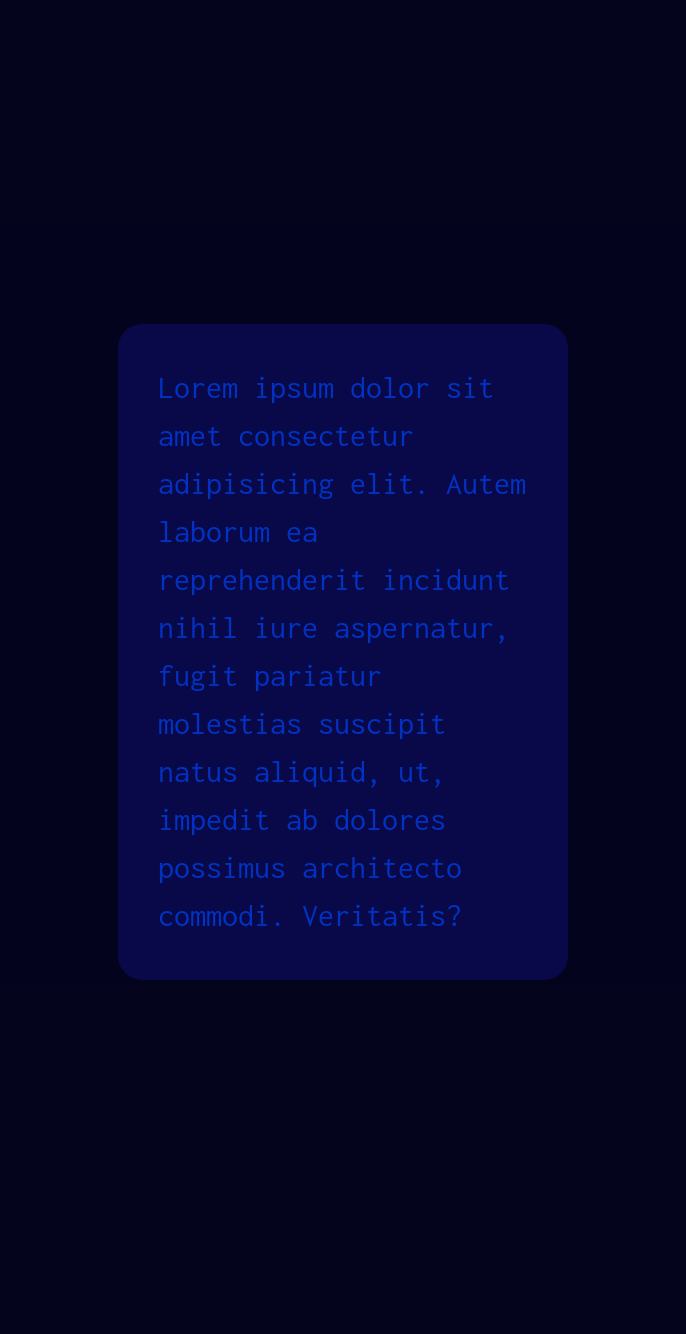 Lorem ipsum dolor sit
amet consectetur
adipisicing elit. Autem
laborum ea
reprehenderit incidunt
nihil iure aspernatur,
fugit pariatur
molestias suscipit
natus aliquid, ut,
impedit ab dolores
possimus architecto
commodi. Veritatis?